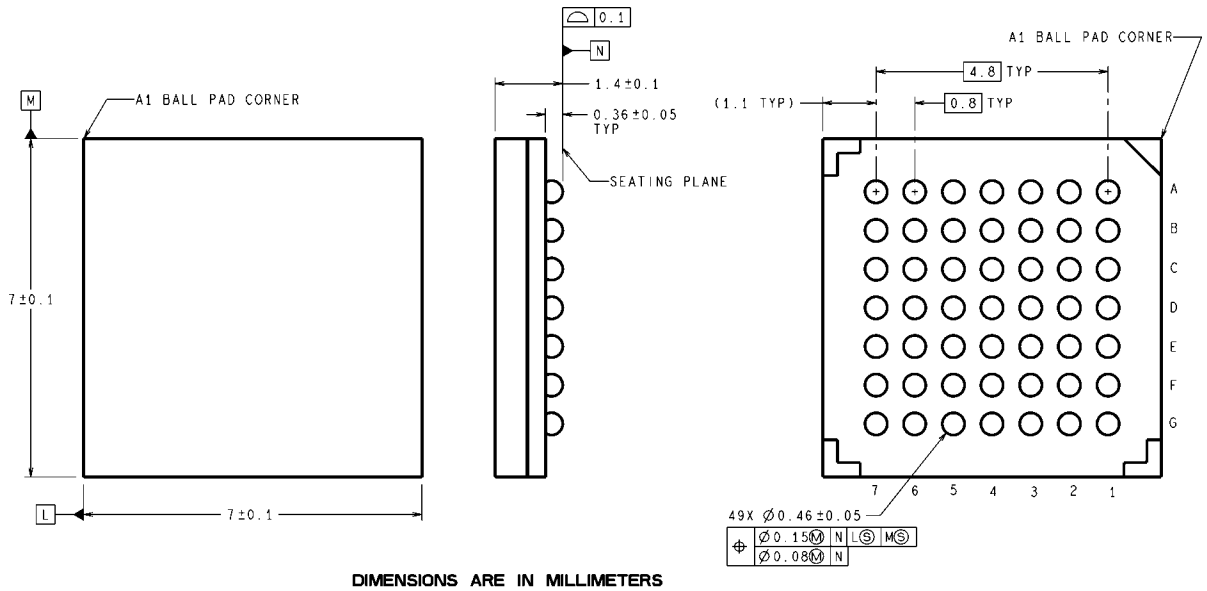 ⌓ 0.1
N
A1 BALL PAD CORNER
4.8 TYP
1.4±0.1
M
A1 BALL PAD CORNER
(1.1 TYP)
0.8 TYP
0.36±0.05
TYP
SEATING PLANE
A
B
C
D
E
F
G
7±0.1
7 6 5 4 3 2 1
L
7±0.1
49X Ø0.46±0.05
⌖ Ø0.15Ⓜ N LⓈ MⓈ
Ø0.08Ⓜ N
DIMENSIONS ARE IN MILLIMETERS